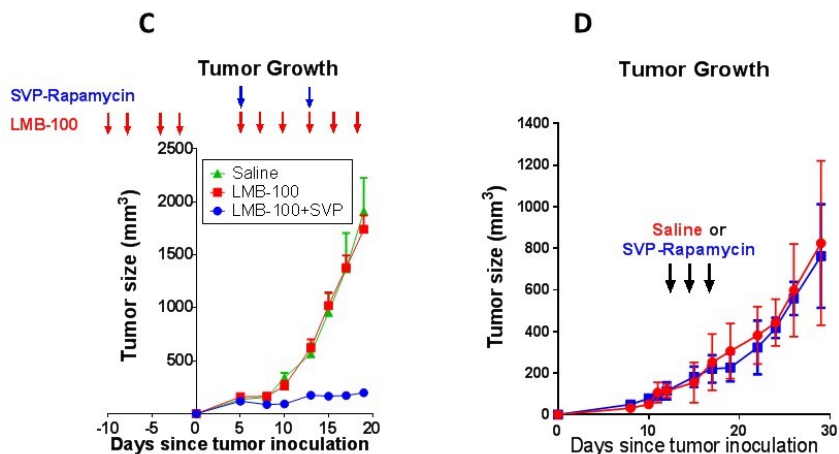 C
Tumor Growth
SVP-Rapamycin
LMB-100
2500
2000
1500
1000
500
Saline
LMB-100
LMB-100+SVP
Tumor size (mm³)
-10 -5 0 5 10 15 20
Days since tumor inoculation
D
Tumor Growth
1400
1200
1000
800
600
400
200
0
Saline or
SVP-Rapamycin
Tumor size (mm³)
0 10 20 30
Days since tumor inoculation